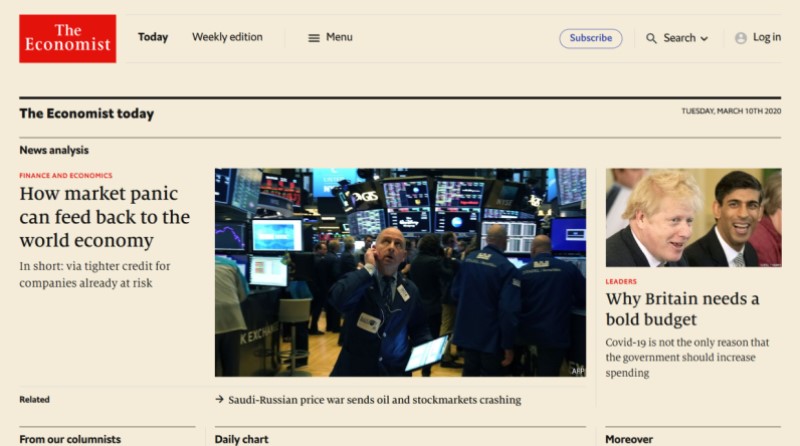 The
Economist
Today
Weekly edition
Menu
Subscribe
Search
Log in
The Economist today
TUESDAY, MARCH 10TH 2020
News analysis
FINANCE AND ECONOMICS
How market panic
can feed back to the
world economy
In short: via tighter credit for
companies already at risk
GIS
K EXCHAN
AFP
LEADERS
Why Britain needs a
bold budget
Covid-19 is not the only reason that
the government should increase
spending
Related
→ Saudi-Russian price war sends oil and stockmarkets crashing
From our columnists
Daily chart
Moreover